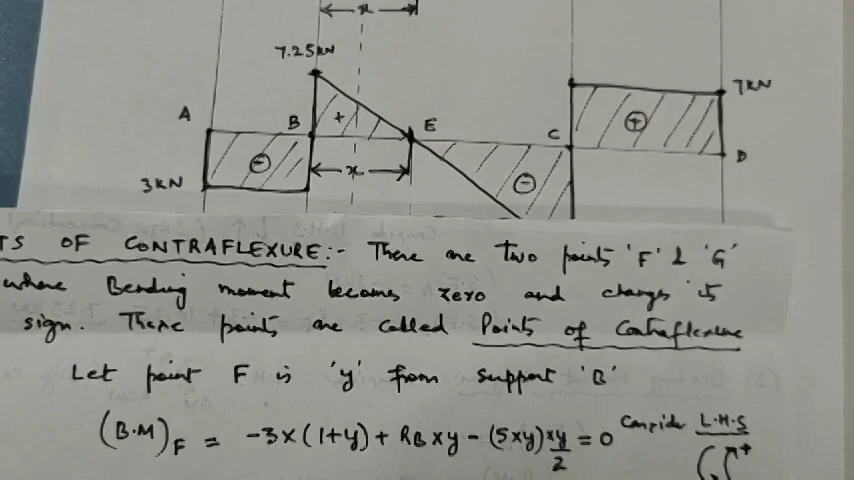 x
7.25KN
7KN
A
B
+
E
C
+
D
x
-
-
3KN
TS OF CONTRAFLEXURE:- There are two points 'F' & 'G'
where Bending moment becomes zero and changes its
sign. These points are called Points of Contraflexure
Let point F is 'y' from support 'B'
(B.M)F = -3×(1+y) + RB×y - (5×y)×y/2 = 0 Consider L.H.S
+